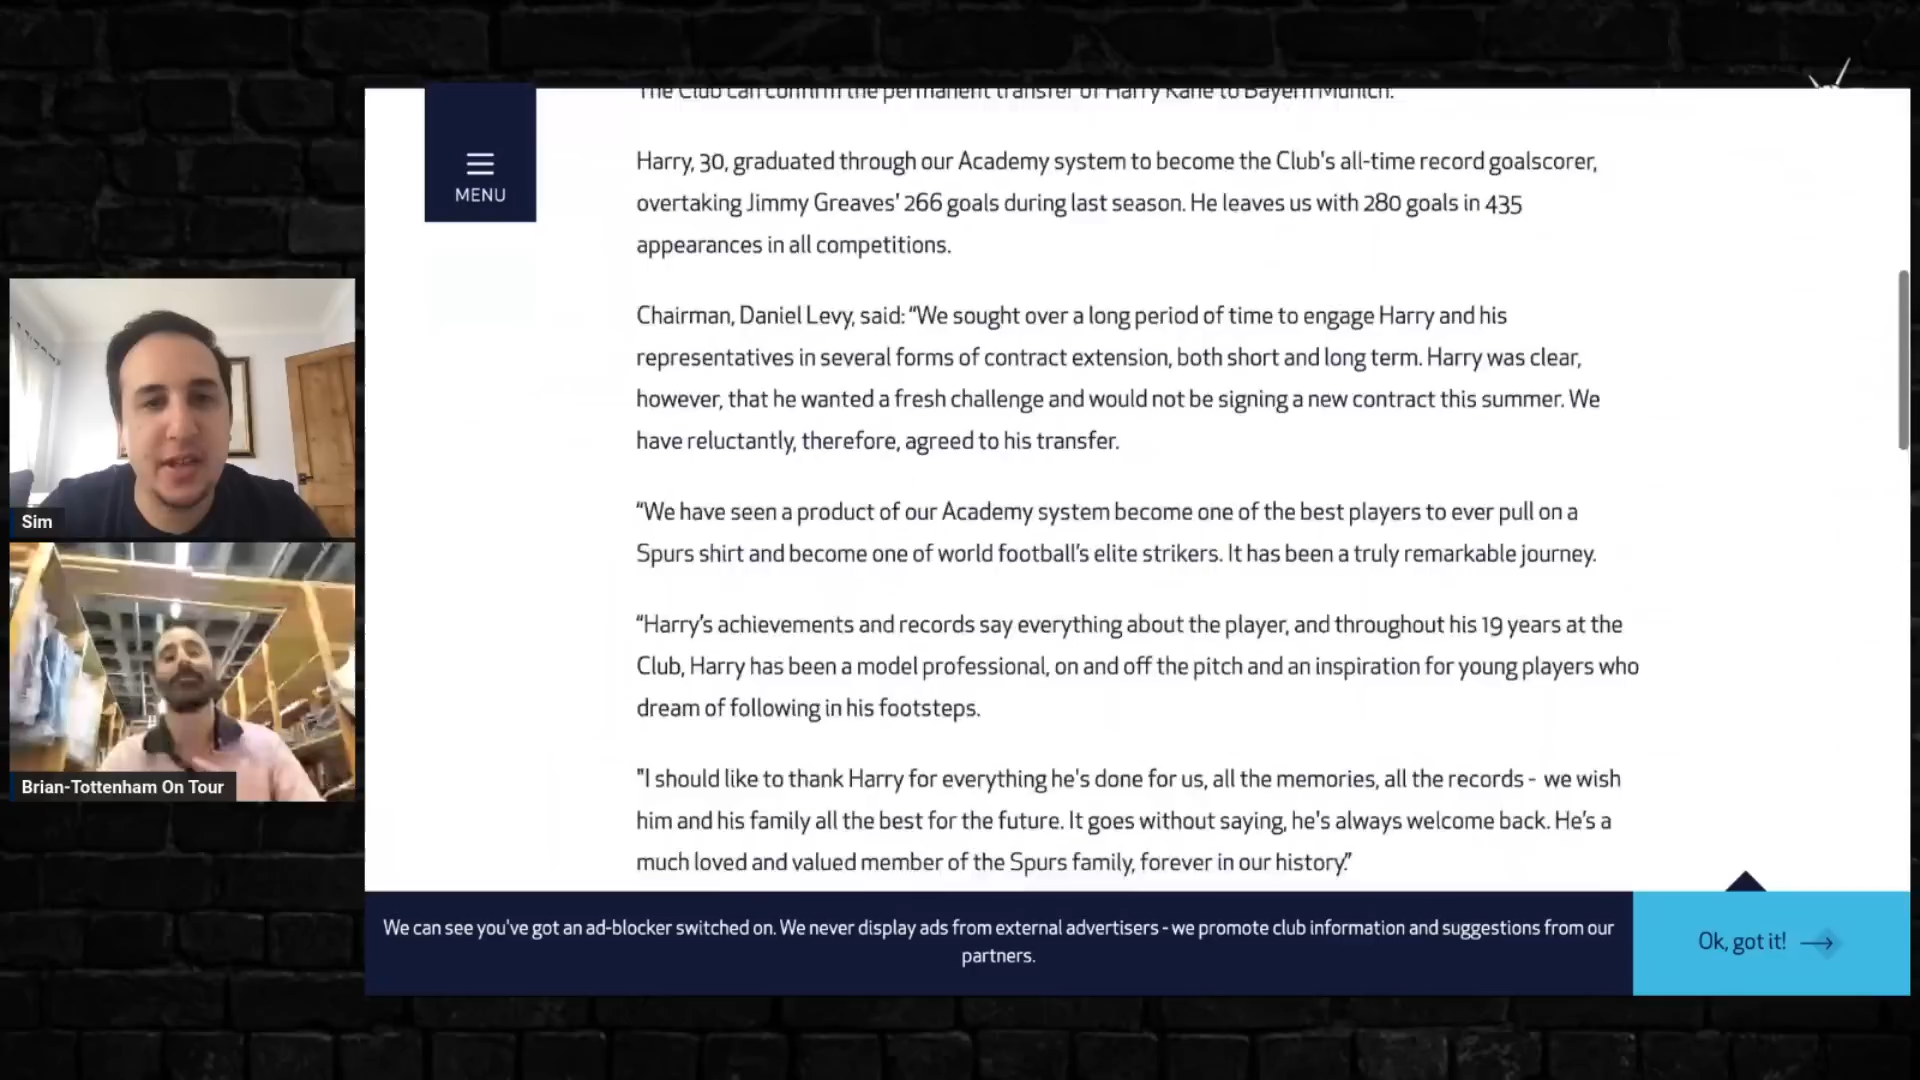 The Club can confirm the permanent transfer of Harry Kane to Bayern Munich.
MENU
Harry, 30, graduated through our Academy system to become the Club's all-time record goalscorer,
overtaking Jimmy Greaves' 266 goals during last season. He leaves us with 280 goals in 435
appearances in all competitions.
Chairman, Daniel Levy, said: “We sought over a long period of time to engage Harry and his
representatives in several forms of contract extension, both short and long term. Harry was clear,
however, that he wanted a fresh challenge and would not be signing a new contract this summer. We
have reluctantly, therefore, agreed to his transfer.
“We have seen a product of our Academy system become one of the best players to ever pull on a
Spurs shirt and become one of world football’s elite strikers. It has been a truly remarkable journey.
“Harry’s achievements and records say everything about the player, and throughout his 19 years at the
Club, Harry has been a model professional, on and off the pitch and an inspiration for young players who
dream of following in his footsteps.
"I should like to thank Harry for everything he's done for us, all the memories, all the records - we wish
him and his family all the best for the future. It goes without saying, he's always welcome back. He's a
much loved and valued member of the Spurs family, forever in our history.”
Sim
Brian-Tottenham On Tour
We can see you've got an ad-blocker switched on. We never display ads from external advertisers - we promote club information and suggestions from our
partners.
Ok, got it!